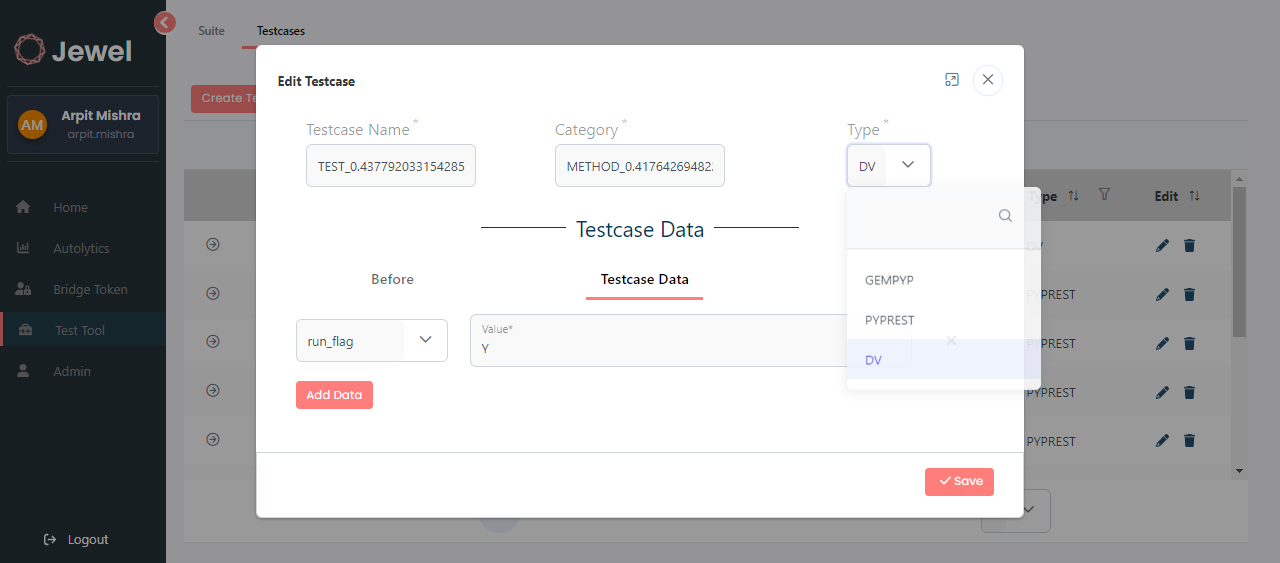 Suite Testcases
Jewel
Edit Testcase
Create Te
AM Arpit Mishra
arpit.mishra
Testcase Name * Category * Type *
TEST_0.437792033154285 METHOD_0.41764269482 DV
Type Edit
Home
Testcase Data
Autolytics
DV
Before Testcase Data GEMPYP
Bridge Token
PYPREST
PYPREST
Test Tool
run_flag Value*
Y
PYPREST
DV
Admin
Add Data
PYPREST
PYPREST
Save
Logout